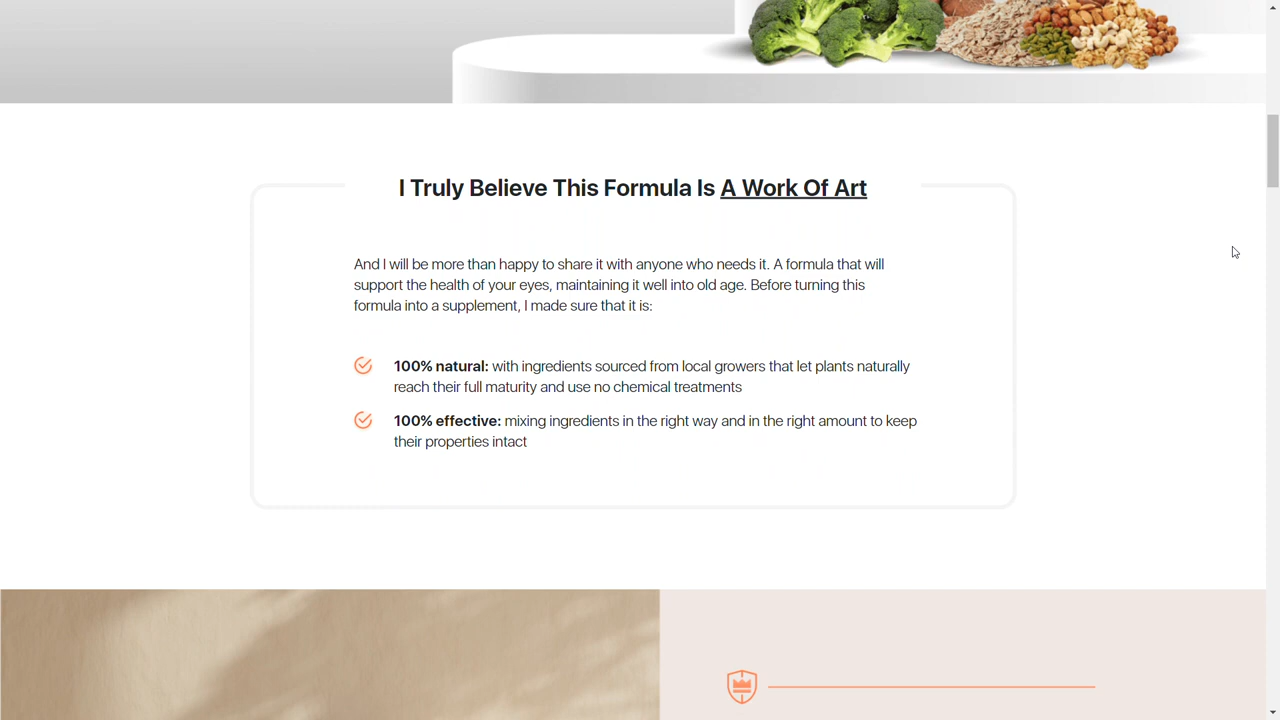 I Truly Believe This Formula Is A Work Of Art
And I will be more than happy to share it with anyone who needs it. A formula that will
support the health of your eyes, maintaining it well into old age. Before turning this
formula into a supplement, I made sure that it is:
100% natural: with ingredients sourced from local growers that let plants naturally
reach their full maturity and use no chemical treatments
100% effective: mixing ingredients in the right way and in the right amount to keep
their properties intact